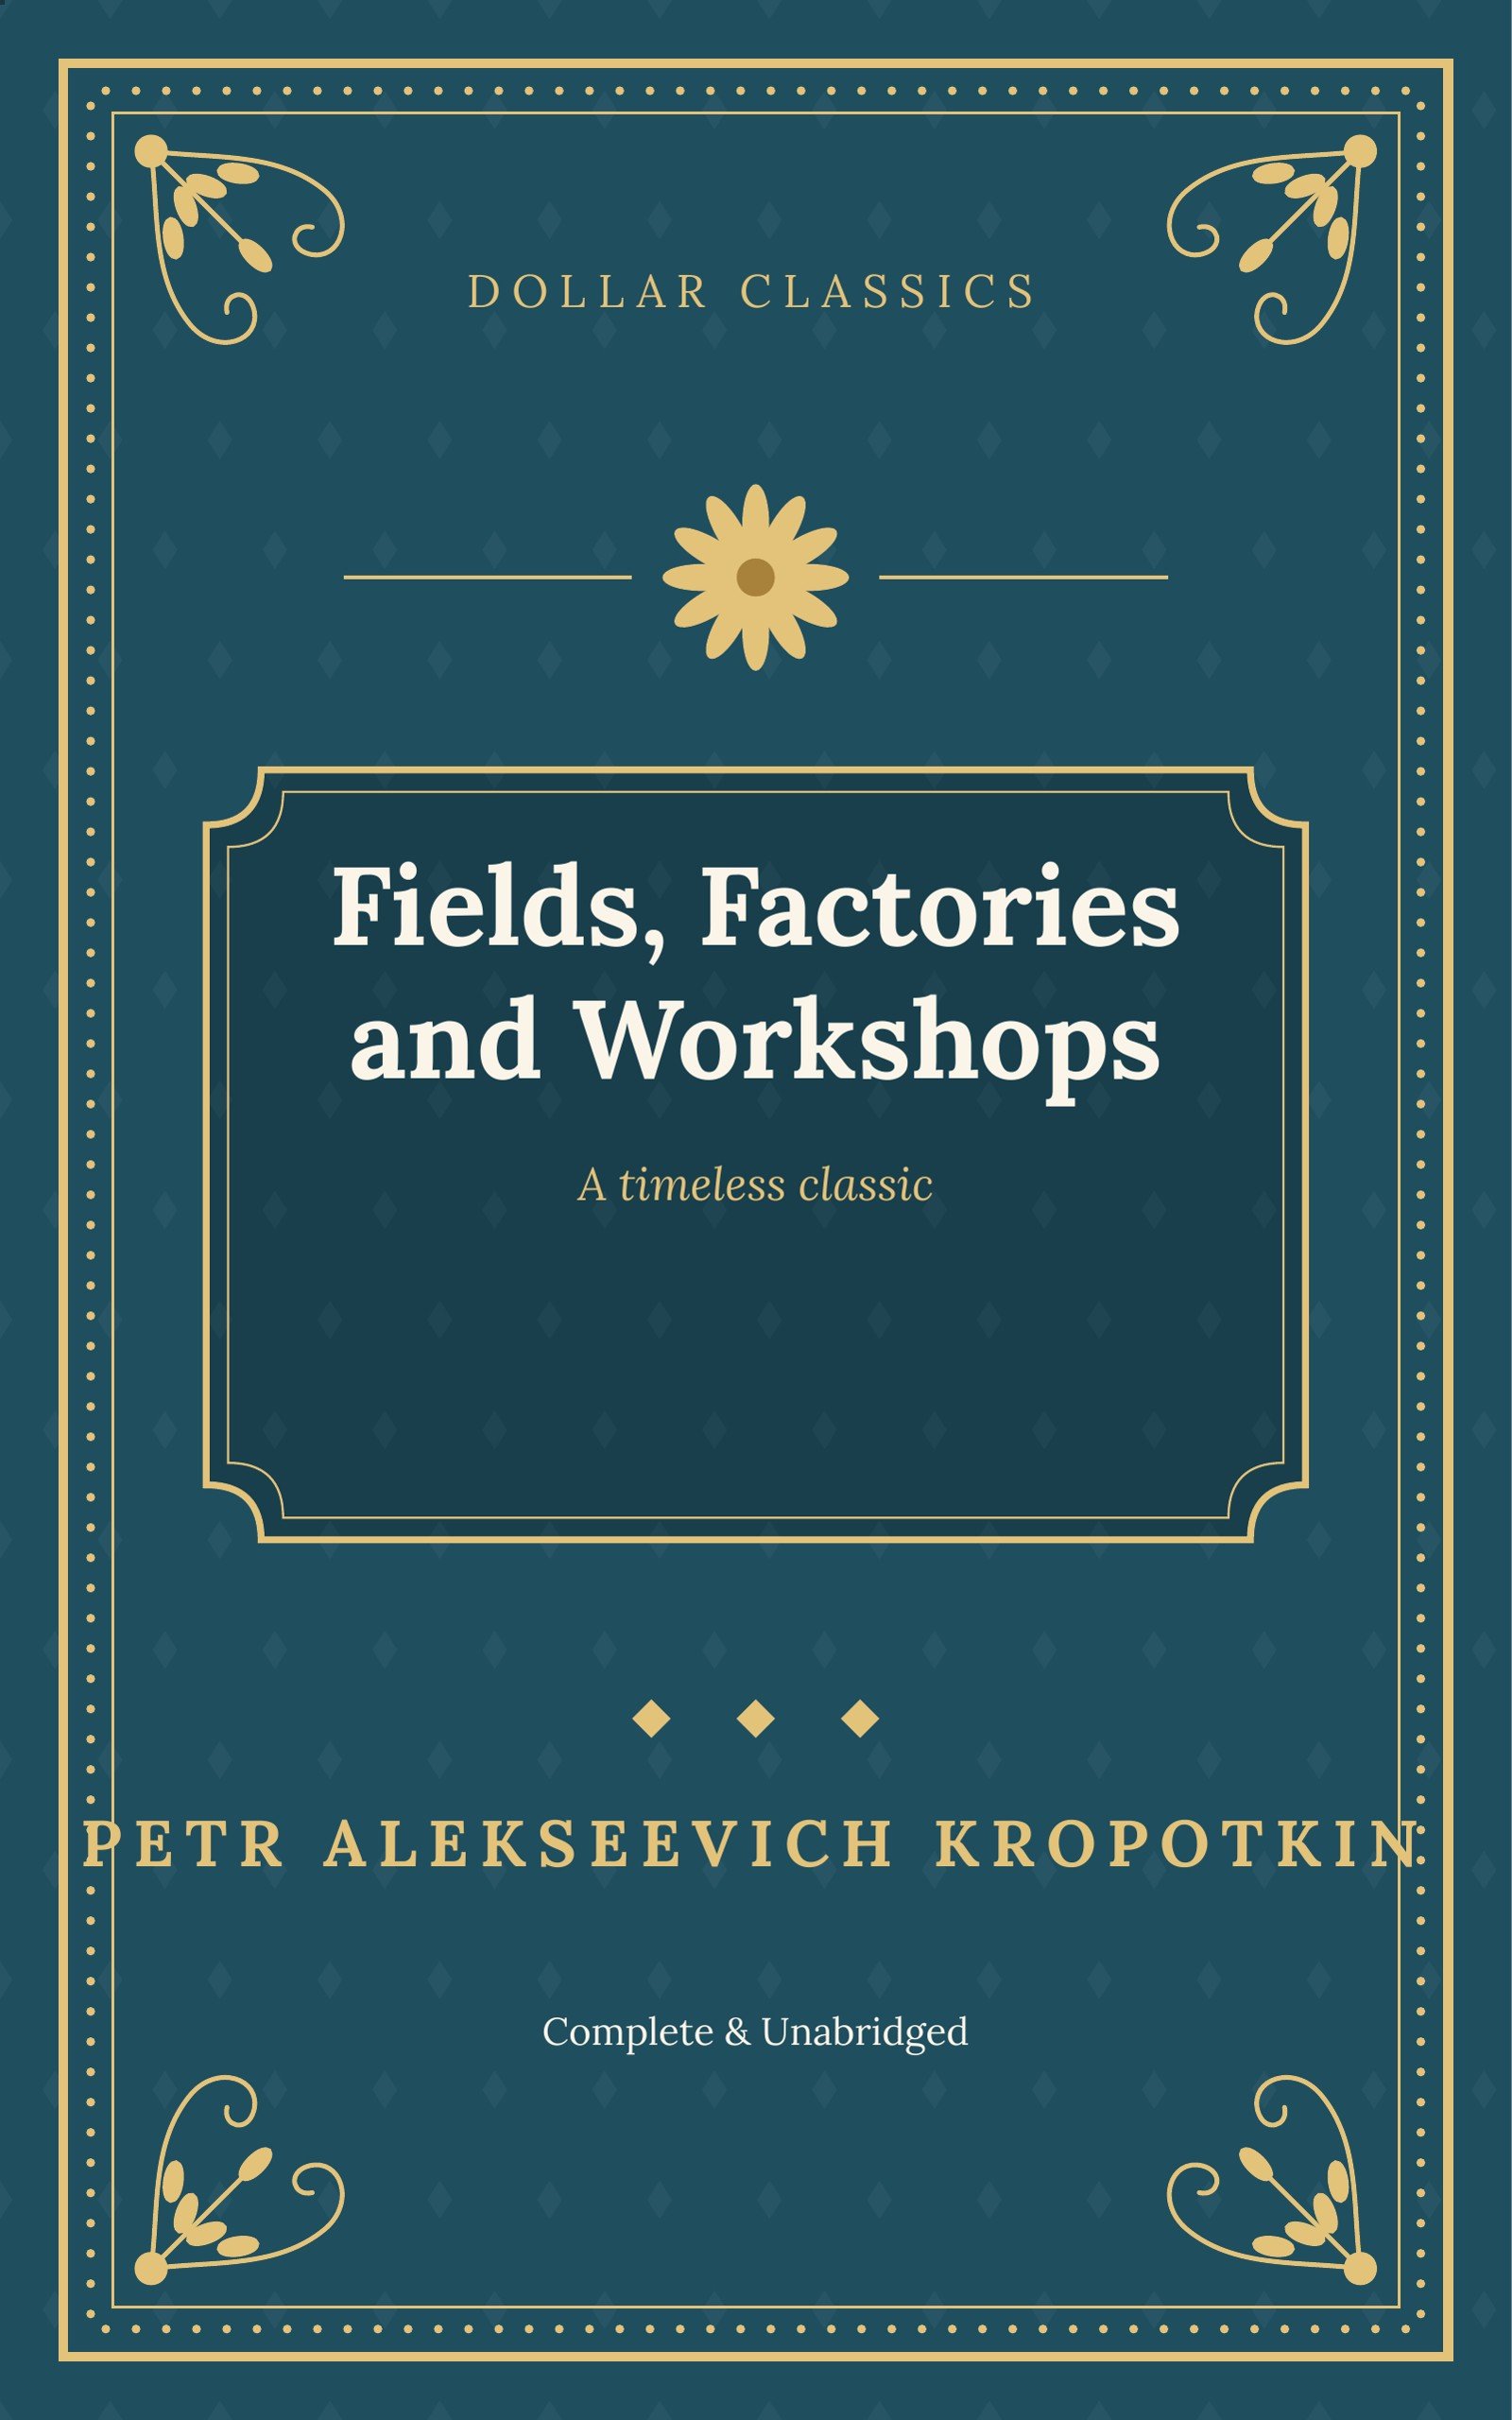 DOLLAR CLASSICS
Fields, Factories
and Workshops
A timeless classic
PETR ALEKSEEVICH KROPOTKIN
Complete & Unabridged